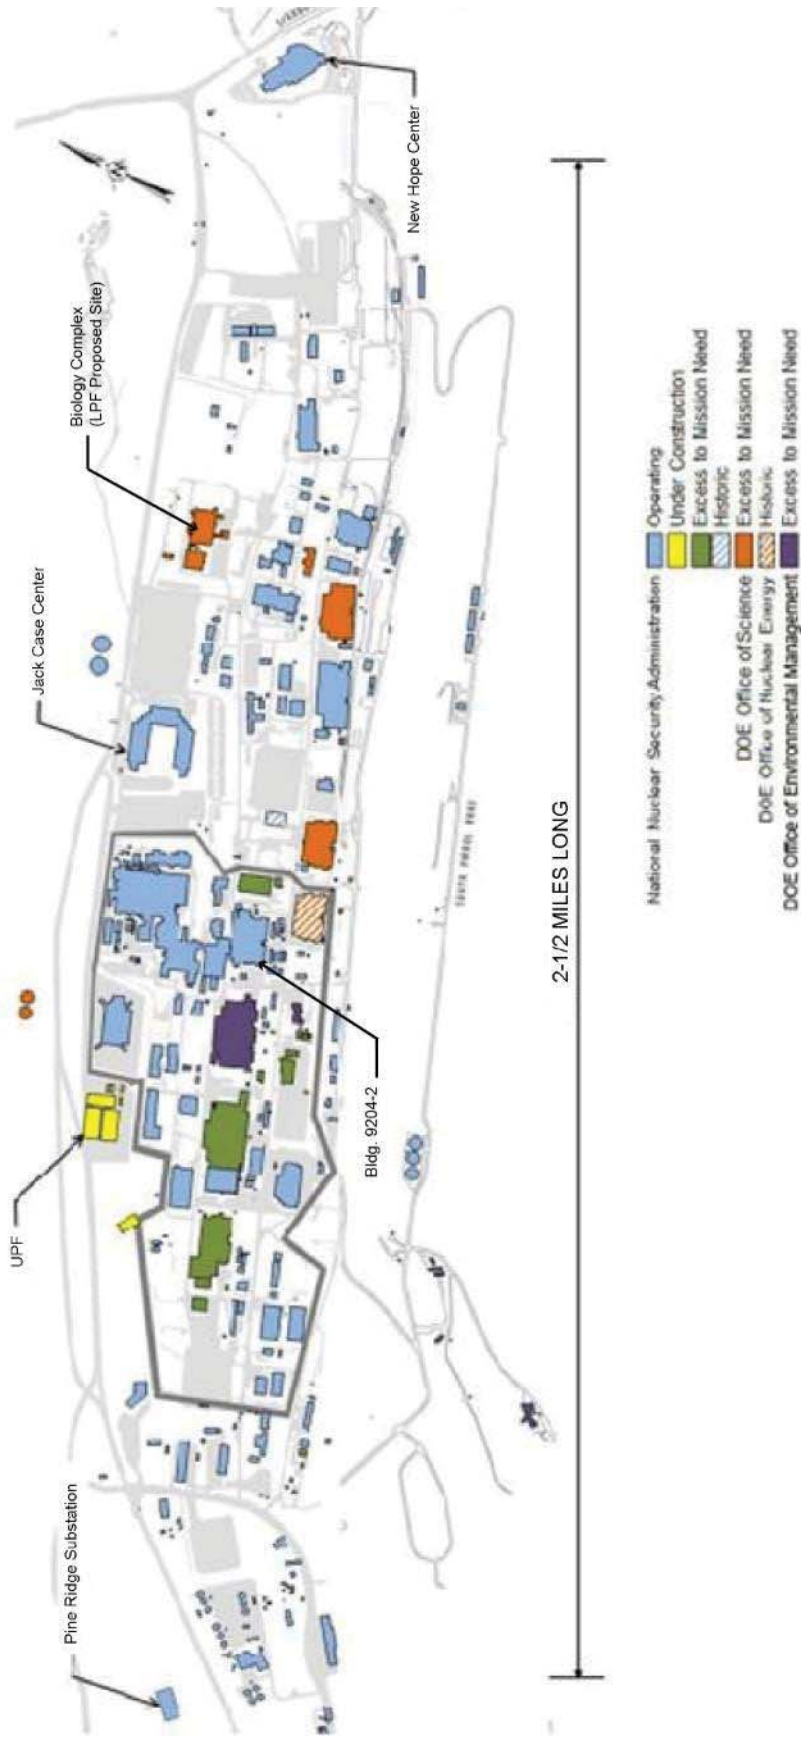 Pine Ridge Substation
UPF
Jack Case Center
Biology Complex
(LPF Proposed Site)
New Hope Center
Bldg. 9204-2
SOUTH PATROL ROAD
2-1/2 MILES LONG
National Nuclear Security Administration
Operating
Under Construction
Excess to Mission Need
Historic
DOE Office of Science
Excess to Mission Need
DOE Office of Nuclear Energy
Historic
DOE Office of Environmental Management
Excess to Mission Need